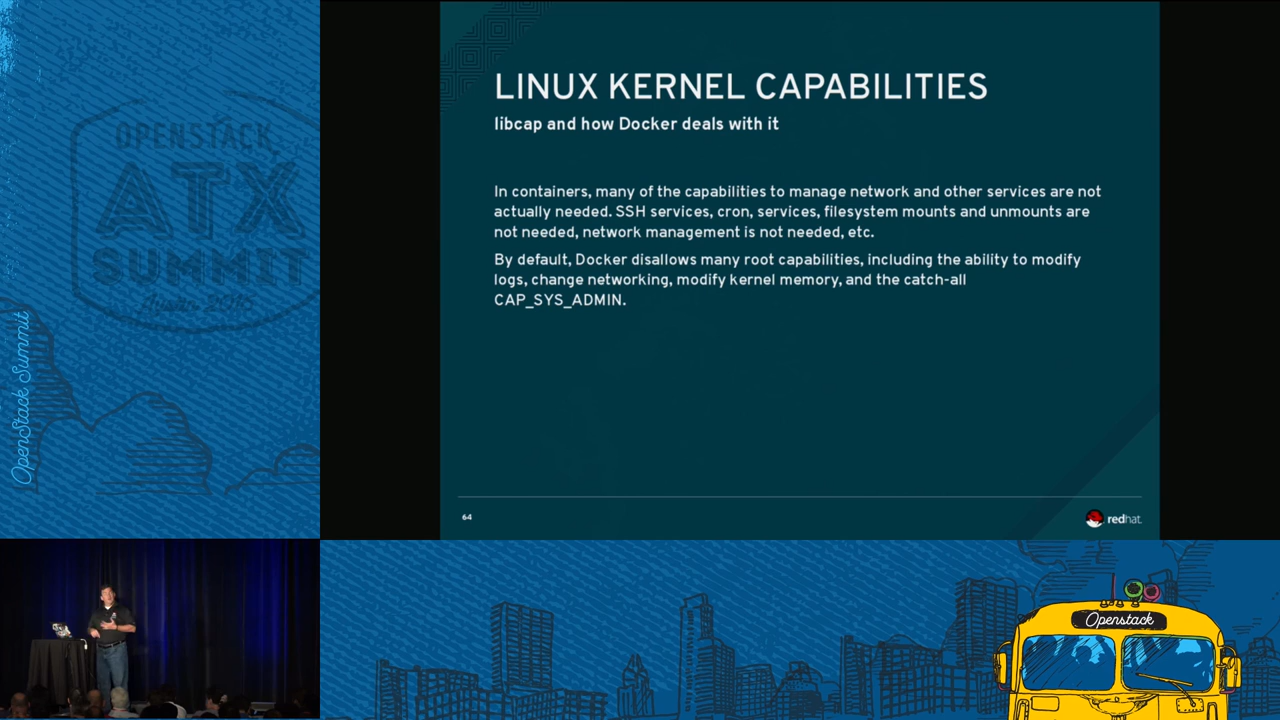 OPENSTACK
ATX
SUMMIT
Austin 2016
OpenStack Summit
LINUX KERNEL CAPABILITIES
libcap and how Docker deals with it
In containers, many of the capabilities to manage network and other services are not
actually needed. SSH services, cron, services, filesystem mounts and unmounts are
not needed, network management is not needed, etc.
By default, Docker disallows many root capabilities, including the ability to modify
logs, change networking, modify kernel memory, and the catch-all
CAP_SYS_ADMIN.
64
redhat.
Openstack